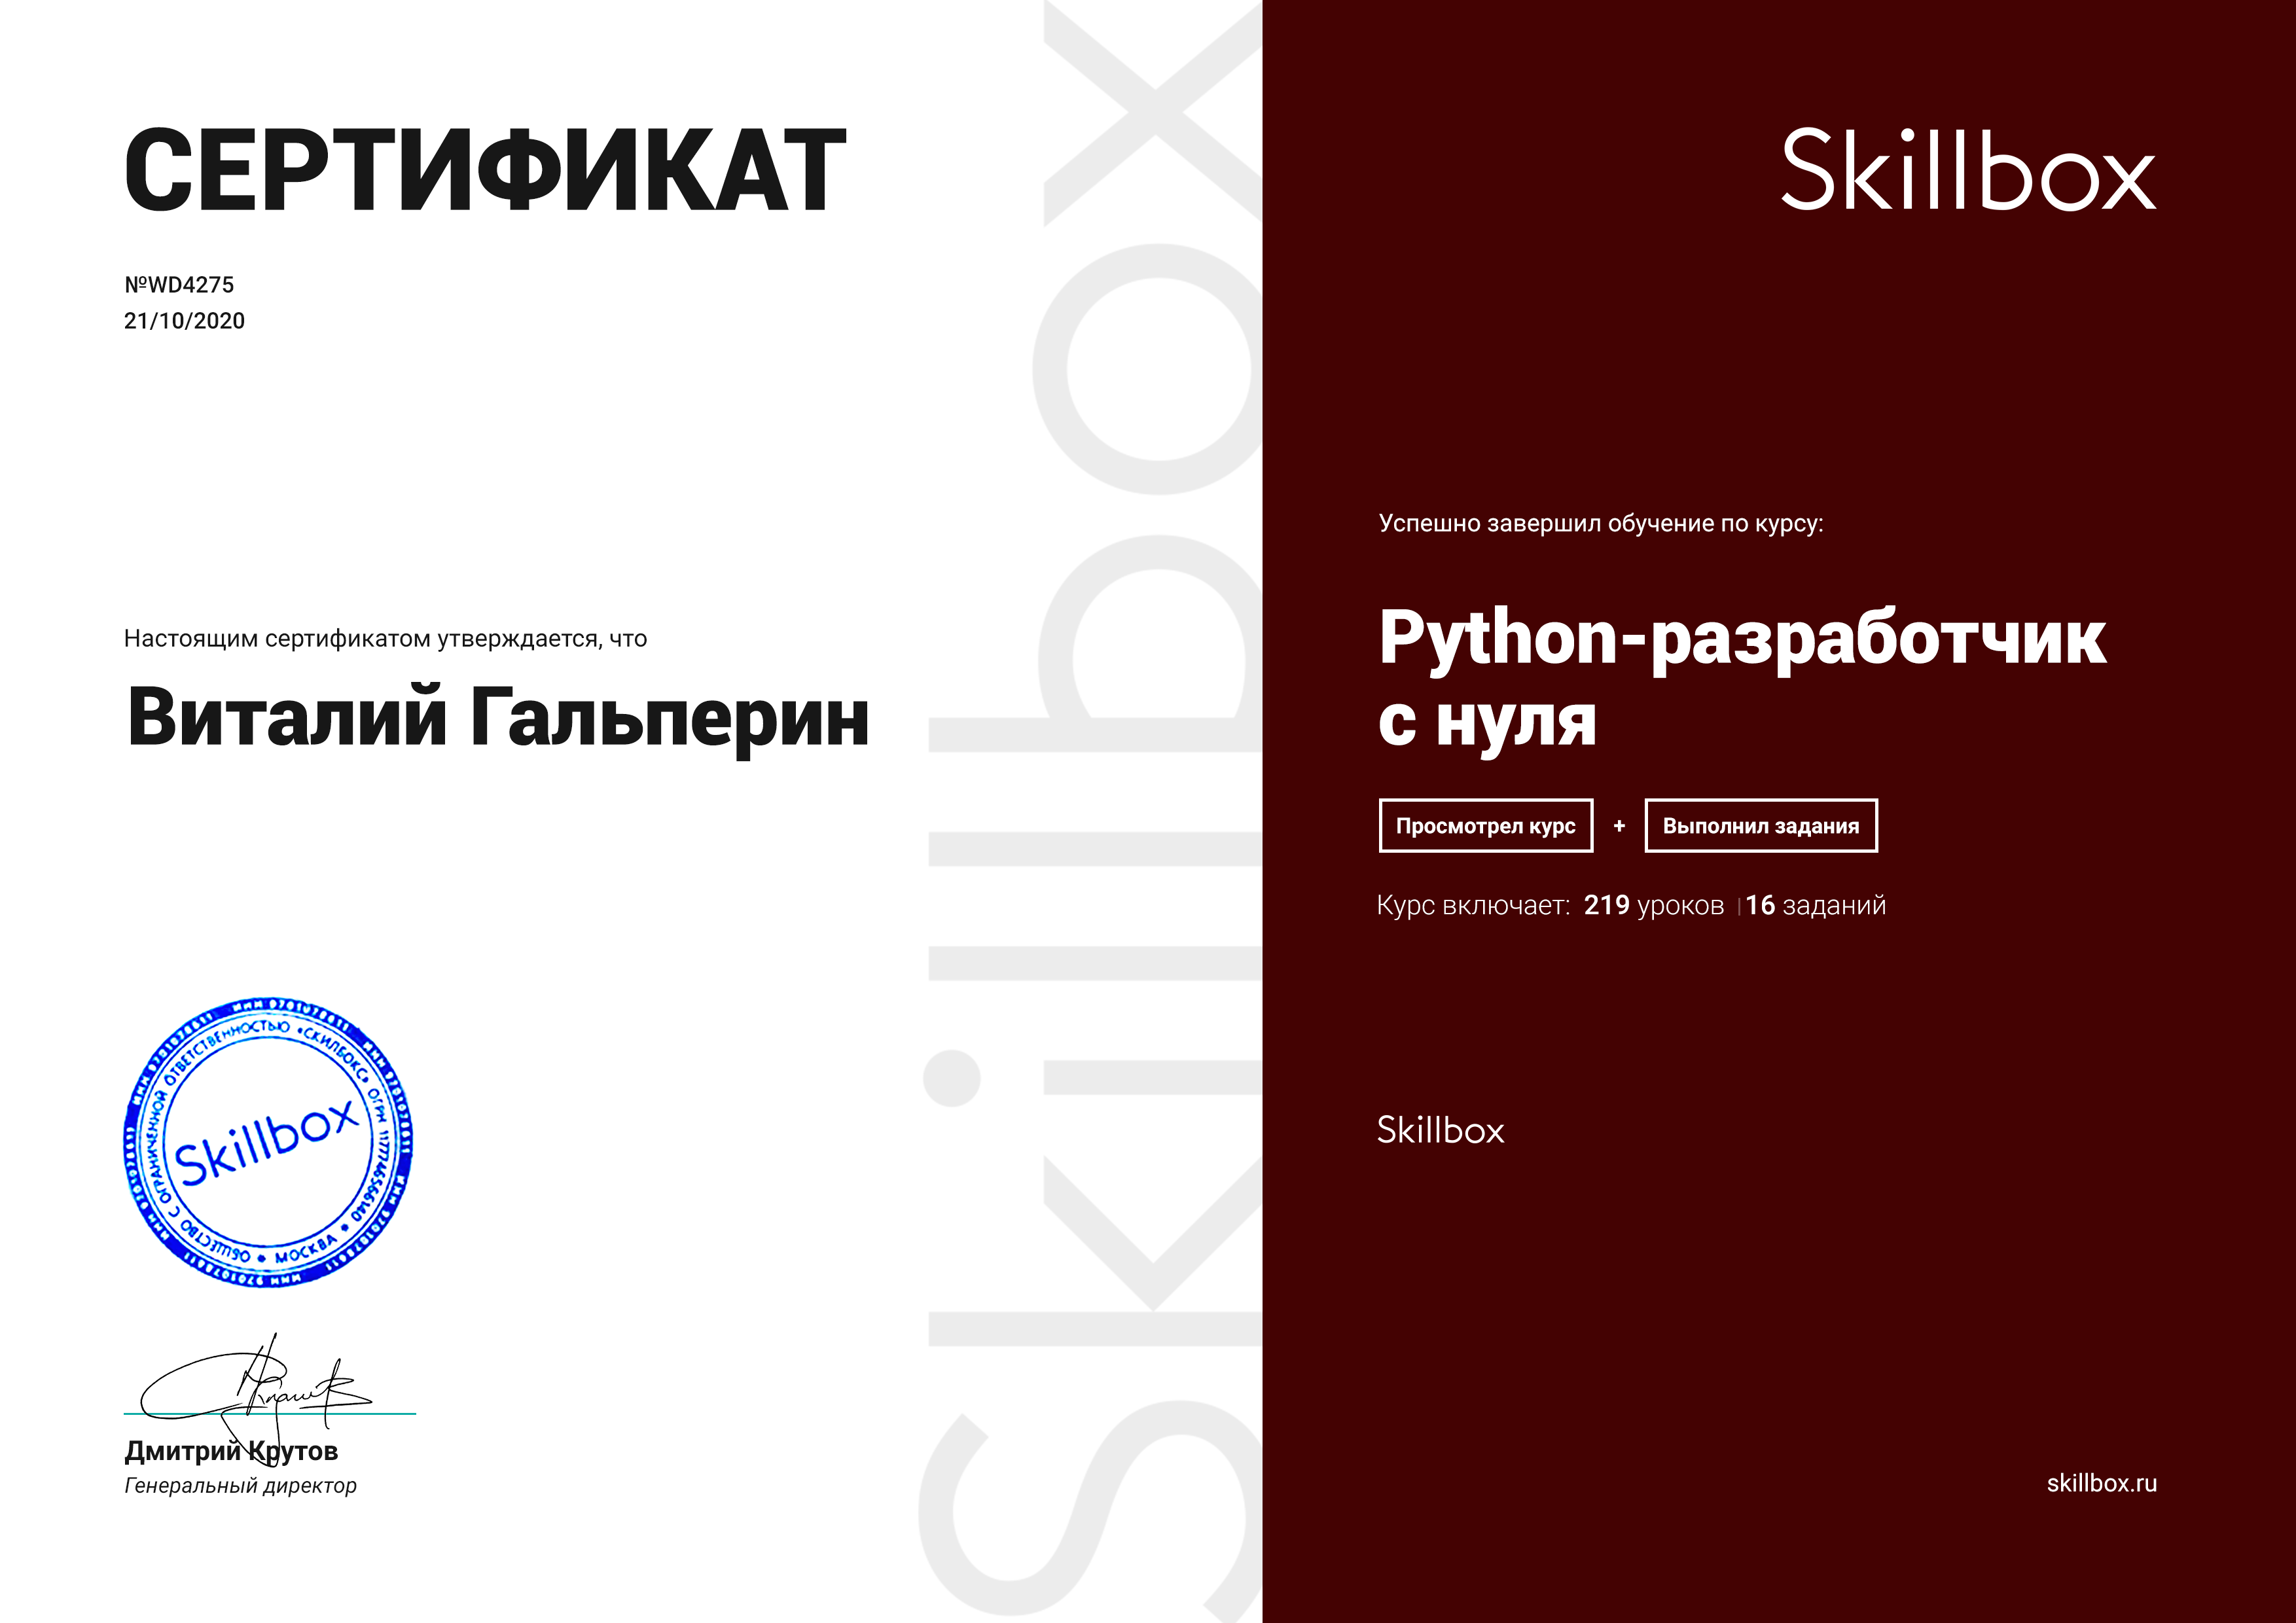 СЕРТИФИКАТ
№WD4275
21/10/2020
Настоящим сертификатом утверждается, что
Виталий Гальперин
ОБЩЕСТВО С ОГРАНИЧЕННОЙ ОТВЕТСТВЕННОСТЬЮ «СКИЛБОКС» ОГРН 1177746566140 * МОСКВА *
Skillbox
Дмитрий Крутов
Генеральный директор
Skillbox
Skillbox
Успешно завершил обучение по курсу:
Python-разработчик
с нуля
Просмотрел курс + Выполнил задания
Курс включает: 219 уроков | 16 заданий
Skillbox
skillbox.ru